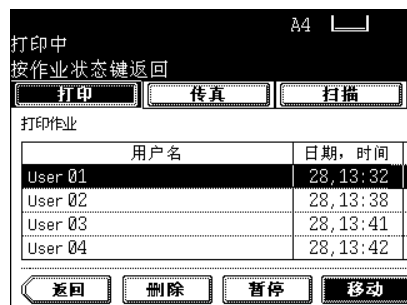 A4
打印中
按作业状态键返回
打印 传真 扫描
打印作业
用户名 日期，时间
User 01 28,13:32
User 02 28,13:38
User 03 28,13:41
User 04 28,13:42
返回 删除 暂停 移动